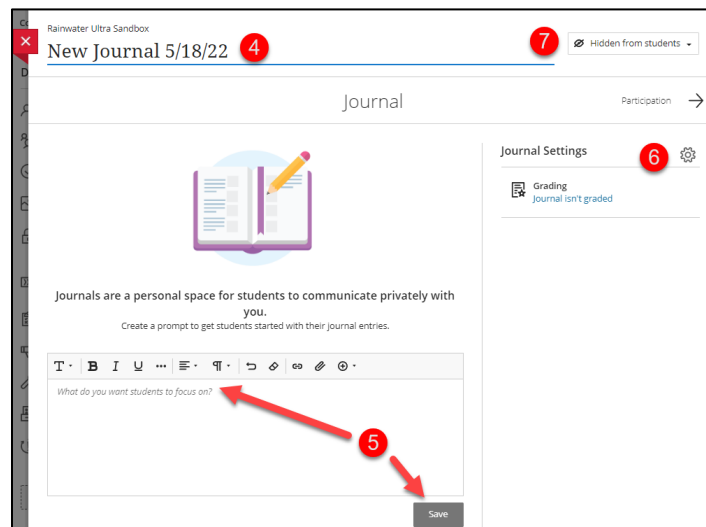 Rainwater Ultra Sandbox
New Journal 5/18/22
4
7
Hidden from students
Journal
Participation
Journal Settings
6
Grading
Journal isn't graded
Journals are a personal space for students to communicate privately with
you.
Create a prompt to get students started with their journal entries.
T B I U
What do you want students to focus on?
5
Save